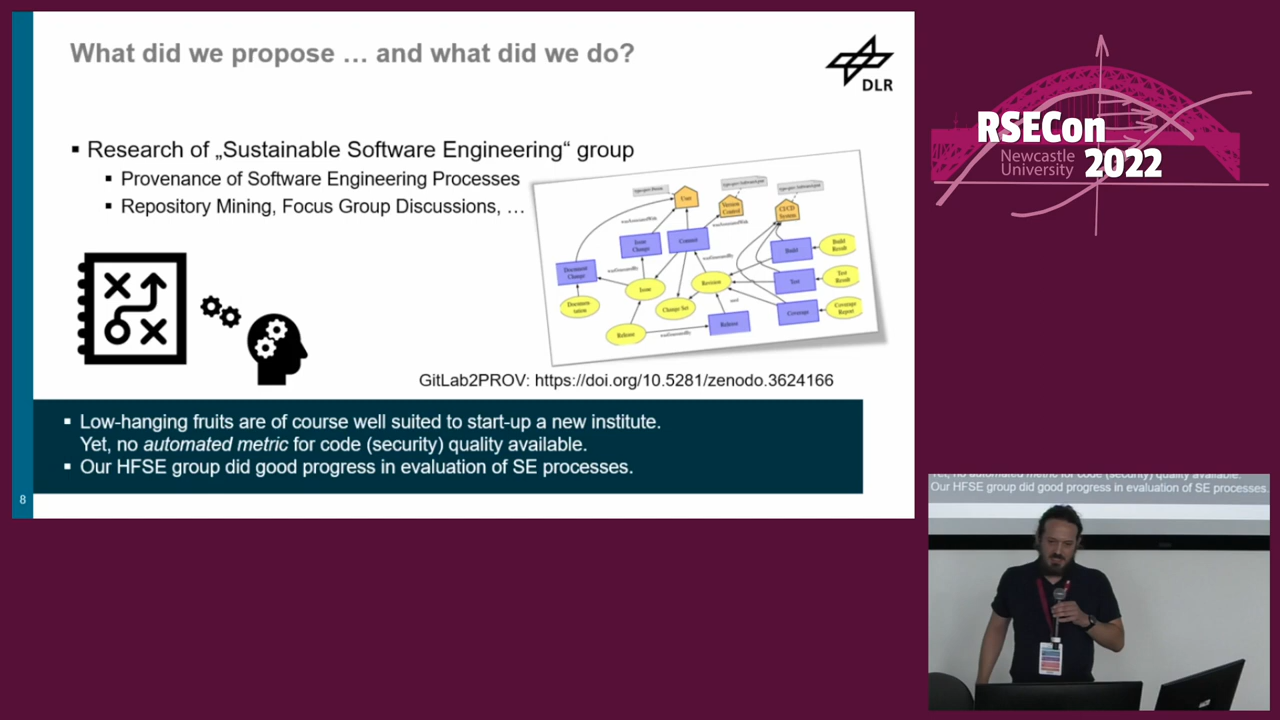 What did we propose … and what did we do?
DLR
▪ Research of „Sustainable Software Engineering“ group
▪ Provenance of Software Engineering Processes
▪ Repository Mining, Focus Group Discussions, …
User
Version Control
CI/CD System
Issue Change
Commit
Document Change
Build
Build Result
Issue
Revision
Test
Test Result
Documen-tation
Change Set
Coverage
Coverage Report
Release
Release
used
GitLab2PROV: https://doi.org/10.5281/zenodo.3624166
▪ Low-hanging fruits are of course well suited to start-up a new institute.
Yet, no automated metric for code (security) quality available.
▪ Our HFSE group did good progress in evaluation of SE processes.
8
RSECon
Newcastle
University 2022
Yet, no automated metric for code (security) quality available.
Our HFSE group did good progress in evaluation of SE processes.